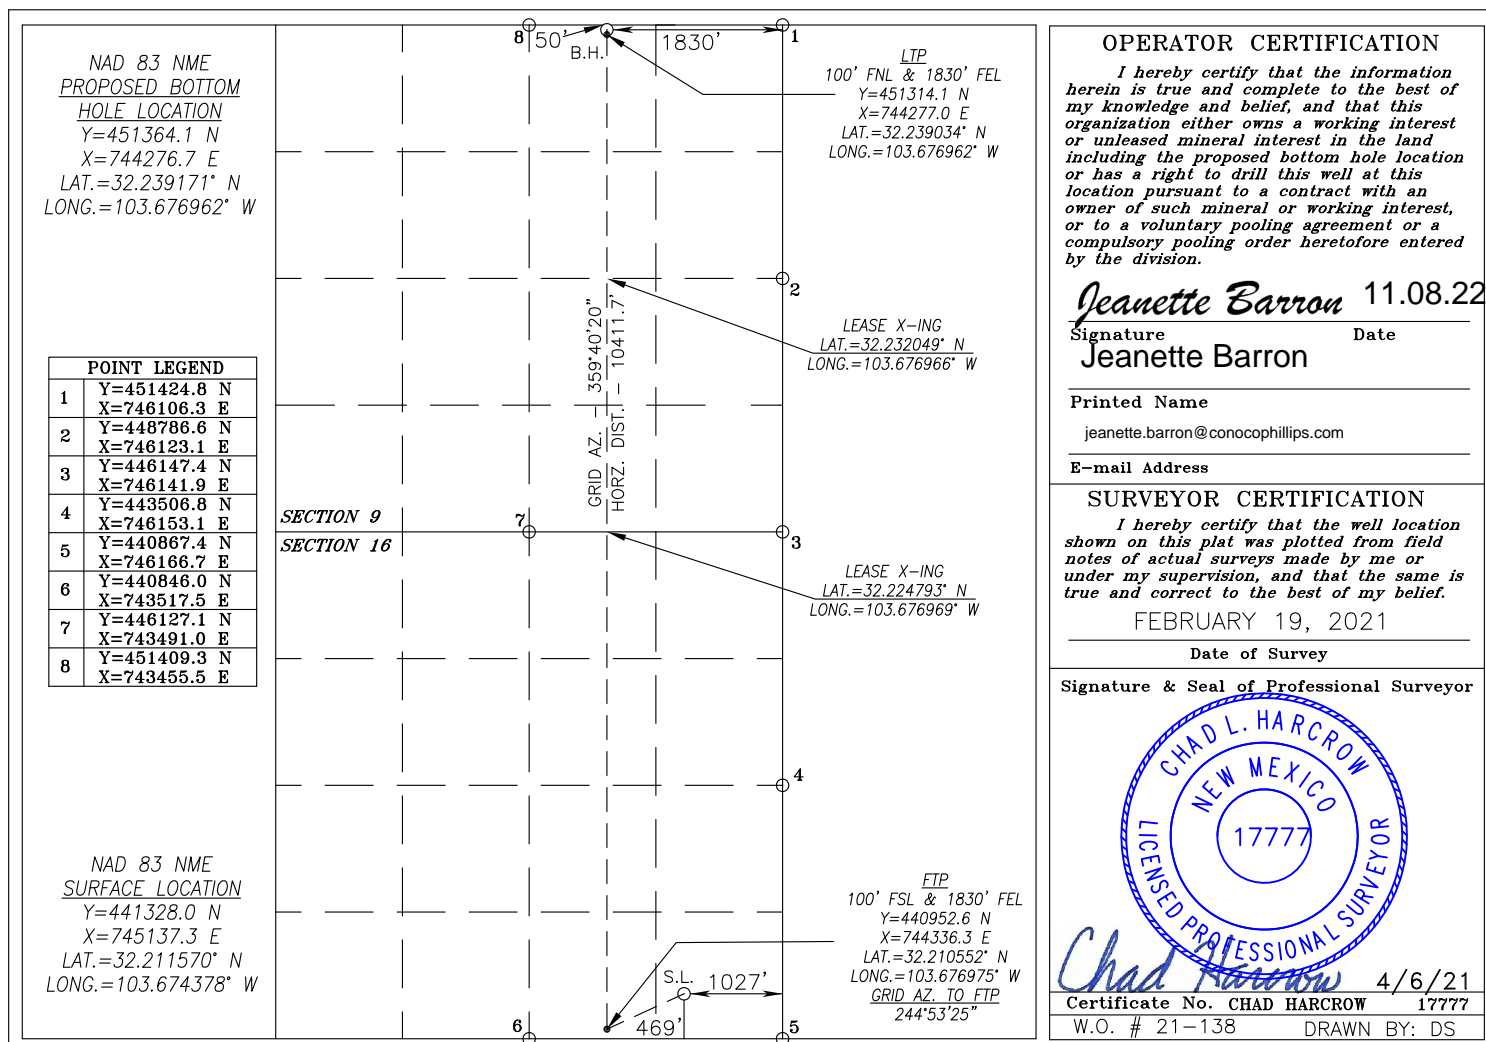 NAD 83 NME
PROPOSED BOTTOM
HOLE LOCATION
Y=451364.1 N
X=744276.7 E
LAT.=32.239171° N
LONG.=103.676962° W
POINT LEGEND
1 Y=451424.8 N
X=746106.3 E
2 Y=448786.6 N
X=746123.1 E
3 Y=446147.4 N
X=746141.9 E
4 Y=443506.8 N
X=746153.1 E
5 Y=440867.4 N
X=746166.7 E
6 Y=440846.0 N
X=743517.5 E
7 Y=446127.1 N
X=743491.0 E
8 Y=451409.3 N
X=743455.5 E
NAD 83 NME
SURFACE LOCATION
Y=441328.0 N
X=745137.3 E
LAT.=32.211570° N
LONG.=103.674378° W
8 50' 1830' 1
B.H.
LTP
100' FNL & 1830' FEL
Y=451314.1 N
X=744277.0 E
LAT.=32.239034° N
LONG.=103.676962° W
2
LEASE X-ING
LAT.=32.232049° N
LONG.=103.676966° W
GRID AZ. - 359°40'20"
HORZ. DIST. - 10411.7'
SECTION 9
7
3
SECTION 16
LEASE X-ING
LAT.=32.224793° N
LONG.=103.676969° W
4
FTP
100' FSL & 1830' FEL
Y=440952.6 N
X=744336.3 E
LAT.=32.210552° N
LONG.=103.676975° W
GRID AZ. TO FTP
244°53'25"
S.L. 1027'
6 469' 5
OPERATOR CERTIFICATION
I hereby certify that the information
herein is true and complete to the best of
my knowledge and belief, and that this
organization either owns a working interest
or unleased mineral interest in the land
including the proposed bottom hole location
or has a right to drill this well at this
location pursuant to a contract with an
owner of such mineral or working interest,
or to a voluntary pooling agreement or a
compulsory pooling order heretofore entered
by the division.
Jeanette Barron 11.08.22
Signature Date
Jeanette Barron
Printed Name
jeanette.barron@conocophillips.com
E-mail Address
SURVEYOR CERTIFICATION
I hereby certify that the well location
shown on this plat was plotted from field
notes of actual surveys made by me or
under my supervision, and that the same is
true and correct to the best of my belief.
FEBRUARY 19, 2021
Date of Survey
Signature & Seal of Professional Surveyor
CHAD L. HARCROW
NEW MEXICO
17777
LICENSED PROFESSIONAL SURVEYOR
Chad Harcrow 4/6/21
Certificate No. CHAD HARCROW 17777
W.O. # 21-138 DRAWN BY: DS